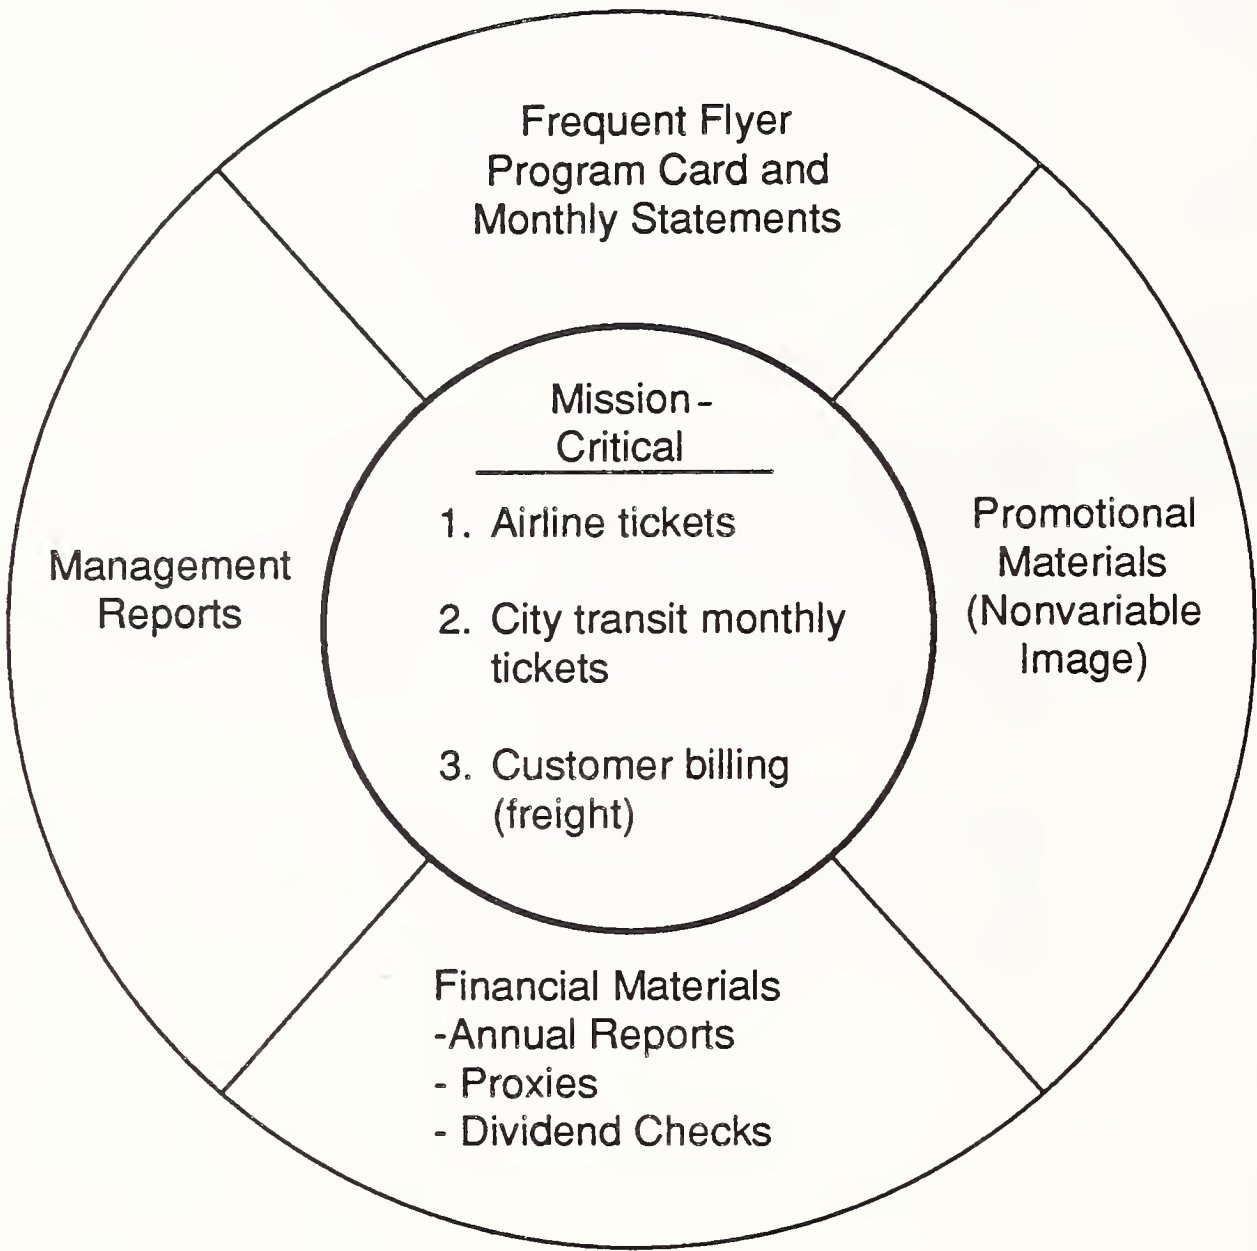 Frequent Flyer
Program Card and
Monthly Statements
Mission-
Critical
1. Airline tickets
2. City transit monthly
tickets
3. Customer billing
(freight)
Management
Reports
Promotional
Materials
(Nonvariable
Image)
Financial Materials
-Annual Reports
- Proxies
- Dividend Checks